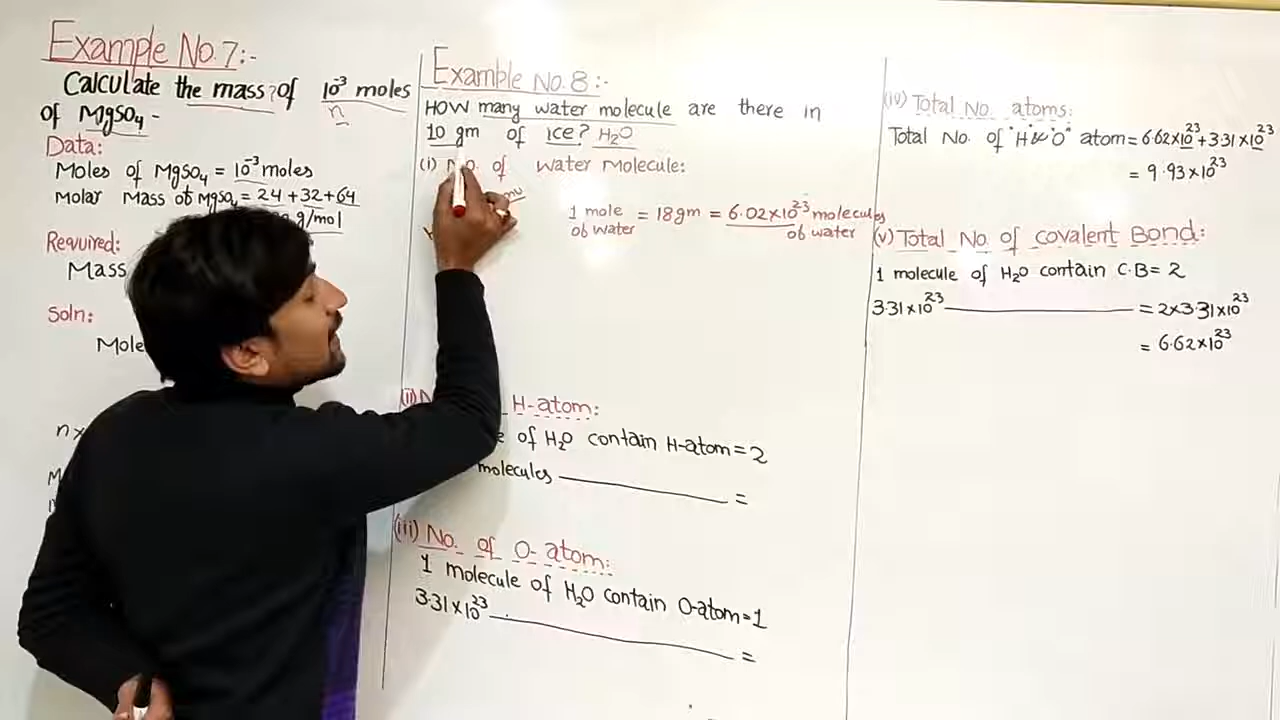 Example No.7:-
Calculate the mass? of 10⁻³ moles
n
of MgSO₄-
Data:
Moles of MgSO₄ = 10⁻³ moles
Molar Mass of MgSO₄ = 24 + 32 + 64
g/mol
Required:
Mass
Soln:
Mole
n×
Example No. 8:-
HOW many water molecule are there in
10 gm of ice? H₂O
(i) No. of Water Molecule:
1 mole of water = 18gm = 6.02×10²³ molecules of water
(ii) H-atom:
of H₂O contain H-atom = 2
molecules ______ =
(iii) No. of O-atom:
1 molecule of H₂O contain O-atom = 1
3.31×10²³ ______ =
(iv) Total No. atoms:
Total No. of "H" & "O" atom = 6.62×10²³ + 3.31×10²³
= 9.93×10²³
(v) Total No. of covalent Bond:
1 molecule of H₂O contain C.B = 2
3.31×10²³ ______ = 2×3.31×10²³
= 6.62×10²³